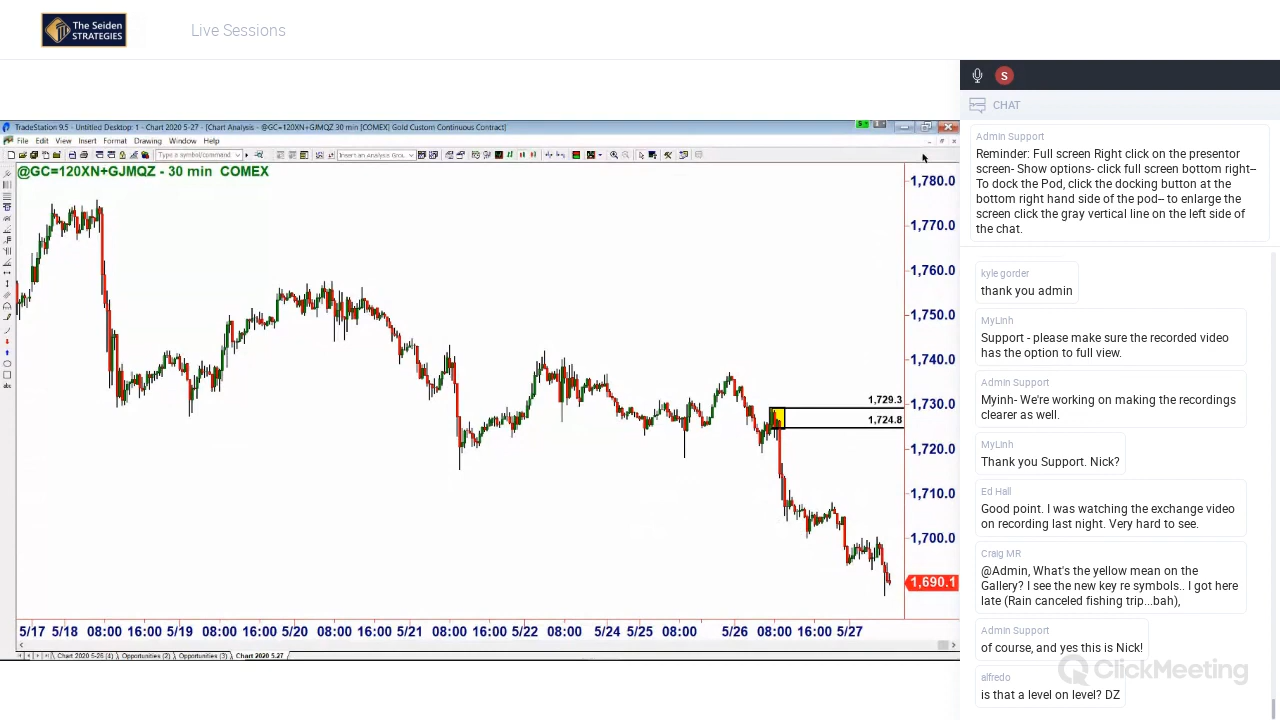 The Seiden
STRATEGIES
Live Sessions
TradeStation 9.5 - Untitled Desktop: 1 - Chart 2020 5-27 - [Chart Analysis - @GC=120XN+GJMQZ 30 min [COMEX] Gold Custom Continuous Contract]
File Edit View Insert Format Drawing Window Help
Type a symbol/command
Insert an Analysis Grou
@GC=120XN+GJMQZ - 30 min COMEX
1,780.0
1,770.0
1,760.0
1,750.0
1,740.0
1,730.0
1,720.0
1,710.0
1,700.0
1,690.1
1,729.3
1,724.8
5/17 5/18 08:00 16:00 5/19 08:00 16:00 5/20 08:00 16:00 5/21 08:00 16:00 5/22 08:00 5/24 5/25 08:00 5/26 08:00 16:00 5/27
Chart 2020 5-26 (4) Opportunities (2) Opportunities (3) Chart 2020 5.27
S
CHAT
Admin Support
Reminder: Full screen Right click on the presentor
screen- Show options- click full screen bottom right--
To dock the Pod, click the docking button at the
bottom right hand side of the pod-- to enlarge the
screen click the gray vertical line on the left side of
the chat.
kyle gorder
thank you admin
MyLinh
Support - please make sure the recorded video
has the option to full view.
Admin Support
Myinh- We're working on making the recordings
clearer as well.
MyLinh
Thank you Support. Nick?
Ed Hall
Good point. I was watching the exchange video
on recording last night. Very hard to see.
Craig MR
@Admin, What's the yellow mean on the
Gallery? I see the new key re symbols.. I got here
late (Rain canceled fishing trip...bah),
Admin Support
of course, and yes this is Nick!
alfredo
is that a level on level? DZ
ClickMeeting